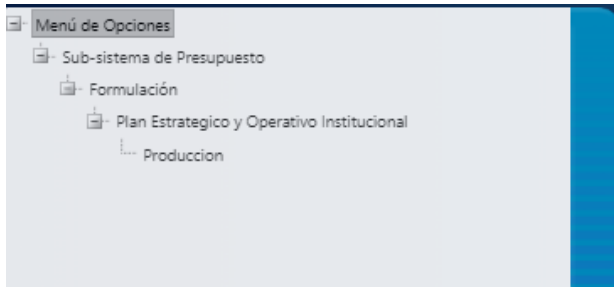 Menú de Opciones
Sub-sistema de Presupuesto
Formulación
Plan Estrategico y Operativo Institucional
Produccion